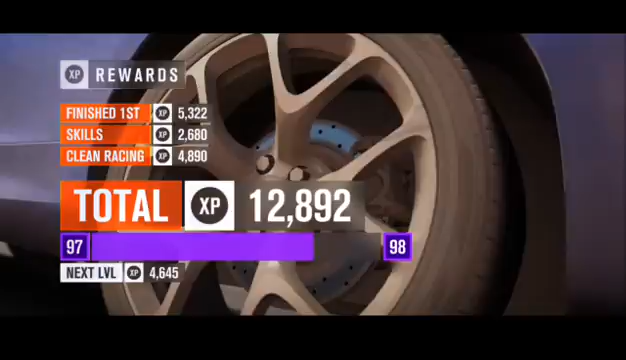 XP REWARDS
FINISHED 1ST XP 5,322
SKILLS XP 2,680
CLEAN RACING XP 4,890
TOTAL XP 12,892
97 98
NEXT LVL XP 4,645